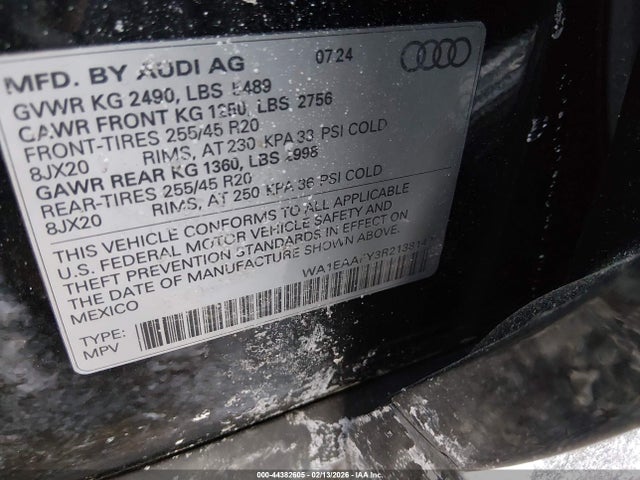 MFD. BY AUDI AG 07 24
GVWR KG 2490, LBS 5489
GAWR FRONT KG 1250, LBS 2756
FRONT-TIRES 255/45 R20
8JX20 RIMS, AT 230 KPA 33 PSI COLD
GAWR REAR KG 1360, LBS 2998
REAR-TIRES 255/45 R20
8JX20 RIMS, AT 250 KPA 36 PSI COLD
THIS VEHICLE CONFORMS TO ALL APPLICABLE
U.S. FEDERAL MOTOR VEHICLE SAFETY AND
THEFT PREVENTION STANDARDS IN EFFECT ON
THE DATE OF MANUFACTURE SHOWN ABOVE.
MEXICO
TYPE:
MPV
000-44382605 - 02/13/2026 - IAA Inc.